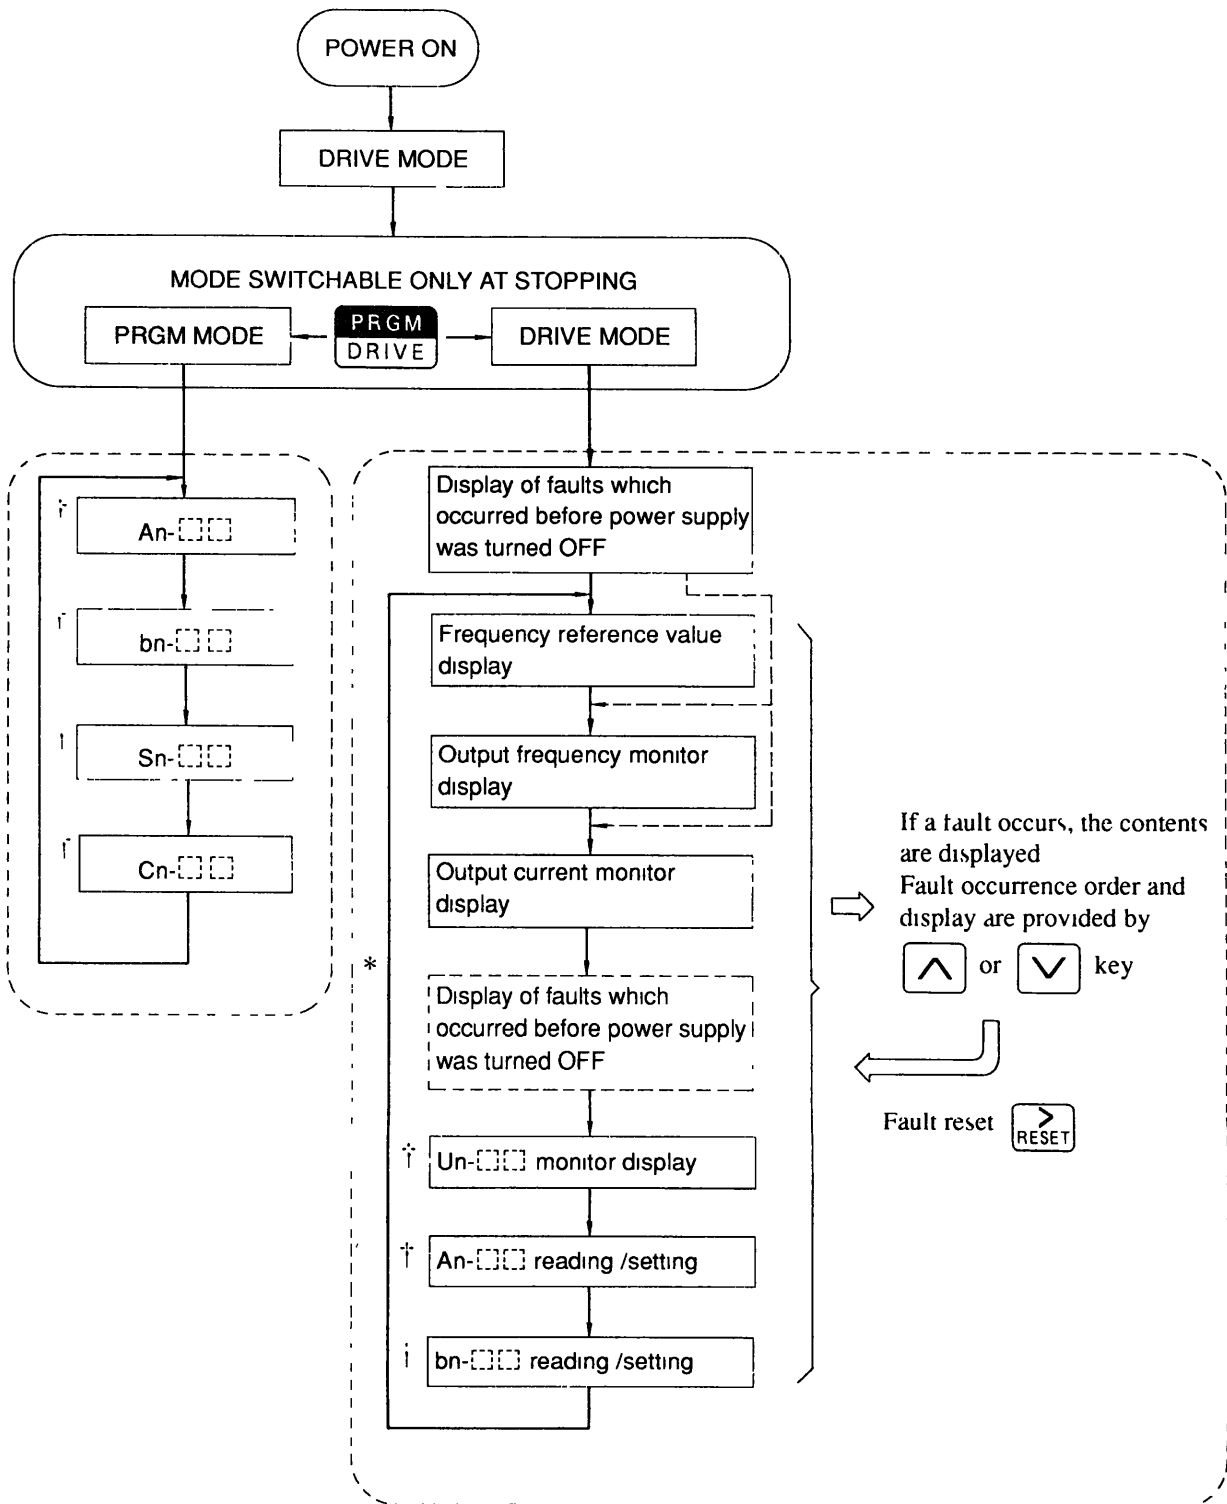 POWER ON
DRIVE MODE
MODE SWITCHABLE ONLY AT STOPPING
PRGM MODE
PRGM
DRIVE
DRIVE MODE
† An-
† bn-
† Sn-
† Cn-
*
Display of faults which
occurred before power supply
was turned OFF
Frequency reference value
display
Output frequency monitor
display
Output current monitor
display
Display of faults which
occurred before power supply
was turned OFF
† Un- monitor display
† An- reading /setting
† bn- reading /setting
If a fault occurs, the contents
are displayed
Fault occurrence order and
display are provided by
∧ or ∨ key
Fault reset >
RESET